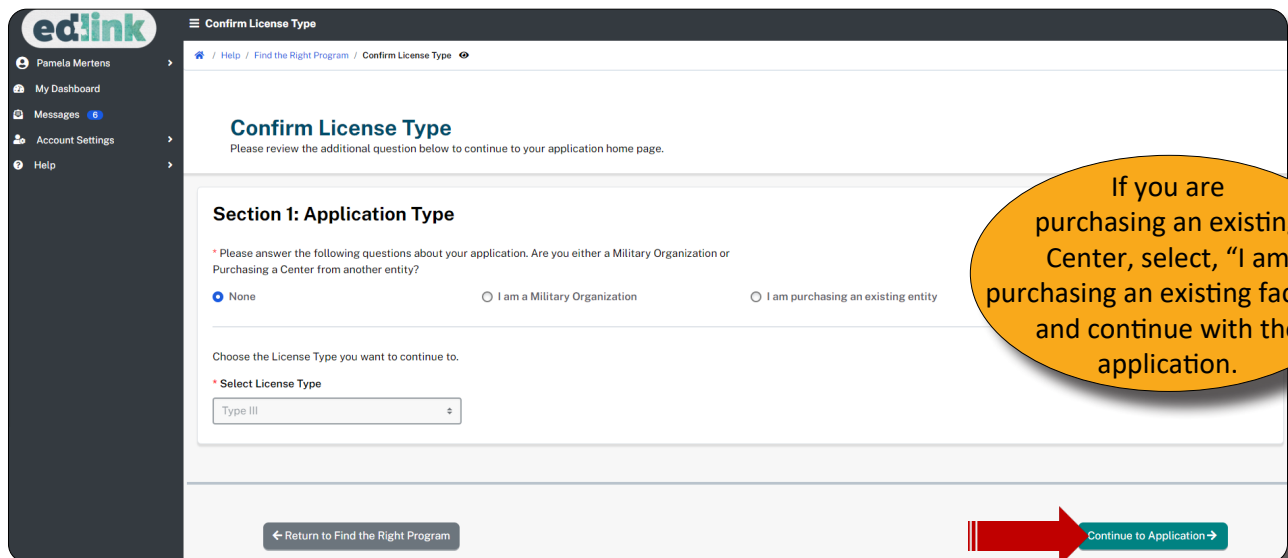 ed:link
Confirm License Type
Pamela Mertens
/ Help / Find the Right Program / Confirm License Type
My Dashboard
Messages 6
Account Settings
Help
Confirm License Type
Please review the additional question below to continue to your application home page.
Section 1: Application Type
* Please answer the following questions about your application. Are you either a Military Organization or
Purchasing a Center from another entity?
None
I am a Military Organization
I am purchasing an existing entity
Choose the License Type you want to continue to.
* Select License Type
Type III
← Return to Find the Right Program
Continue to Application →
If you are
purchasing an existin
Center, select, “I am
purchasing an existing fac
and continue with the
application.